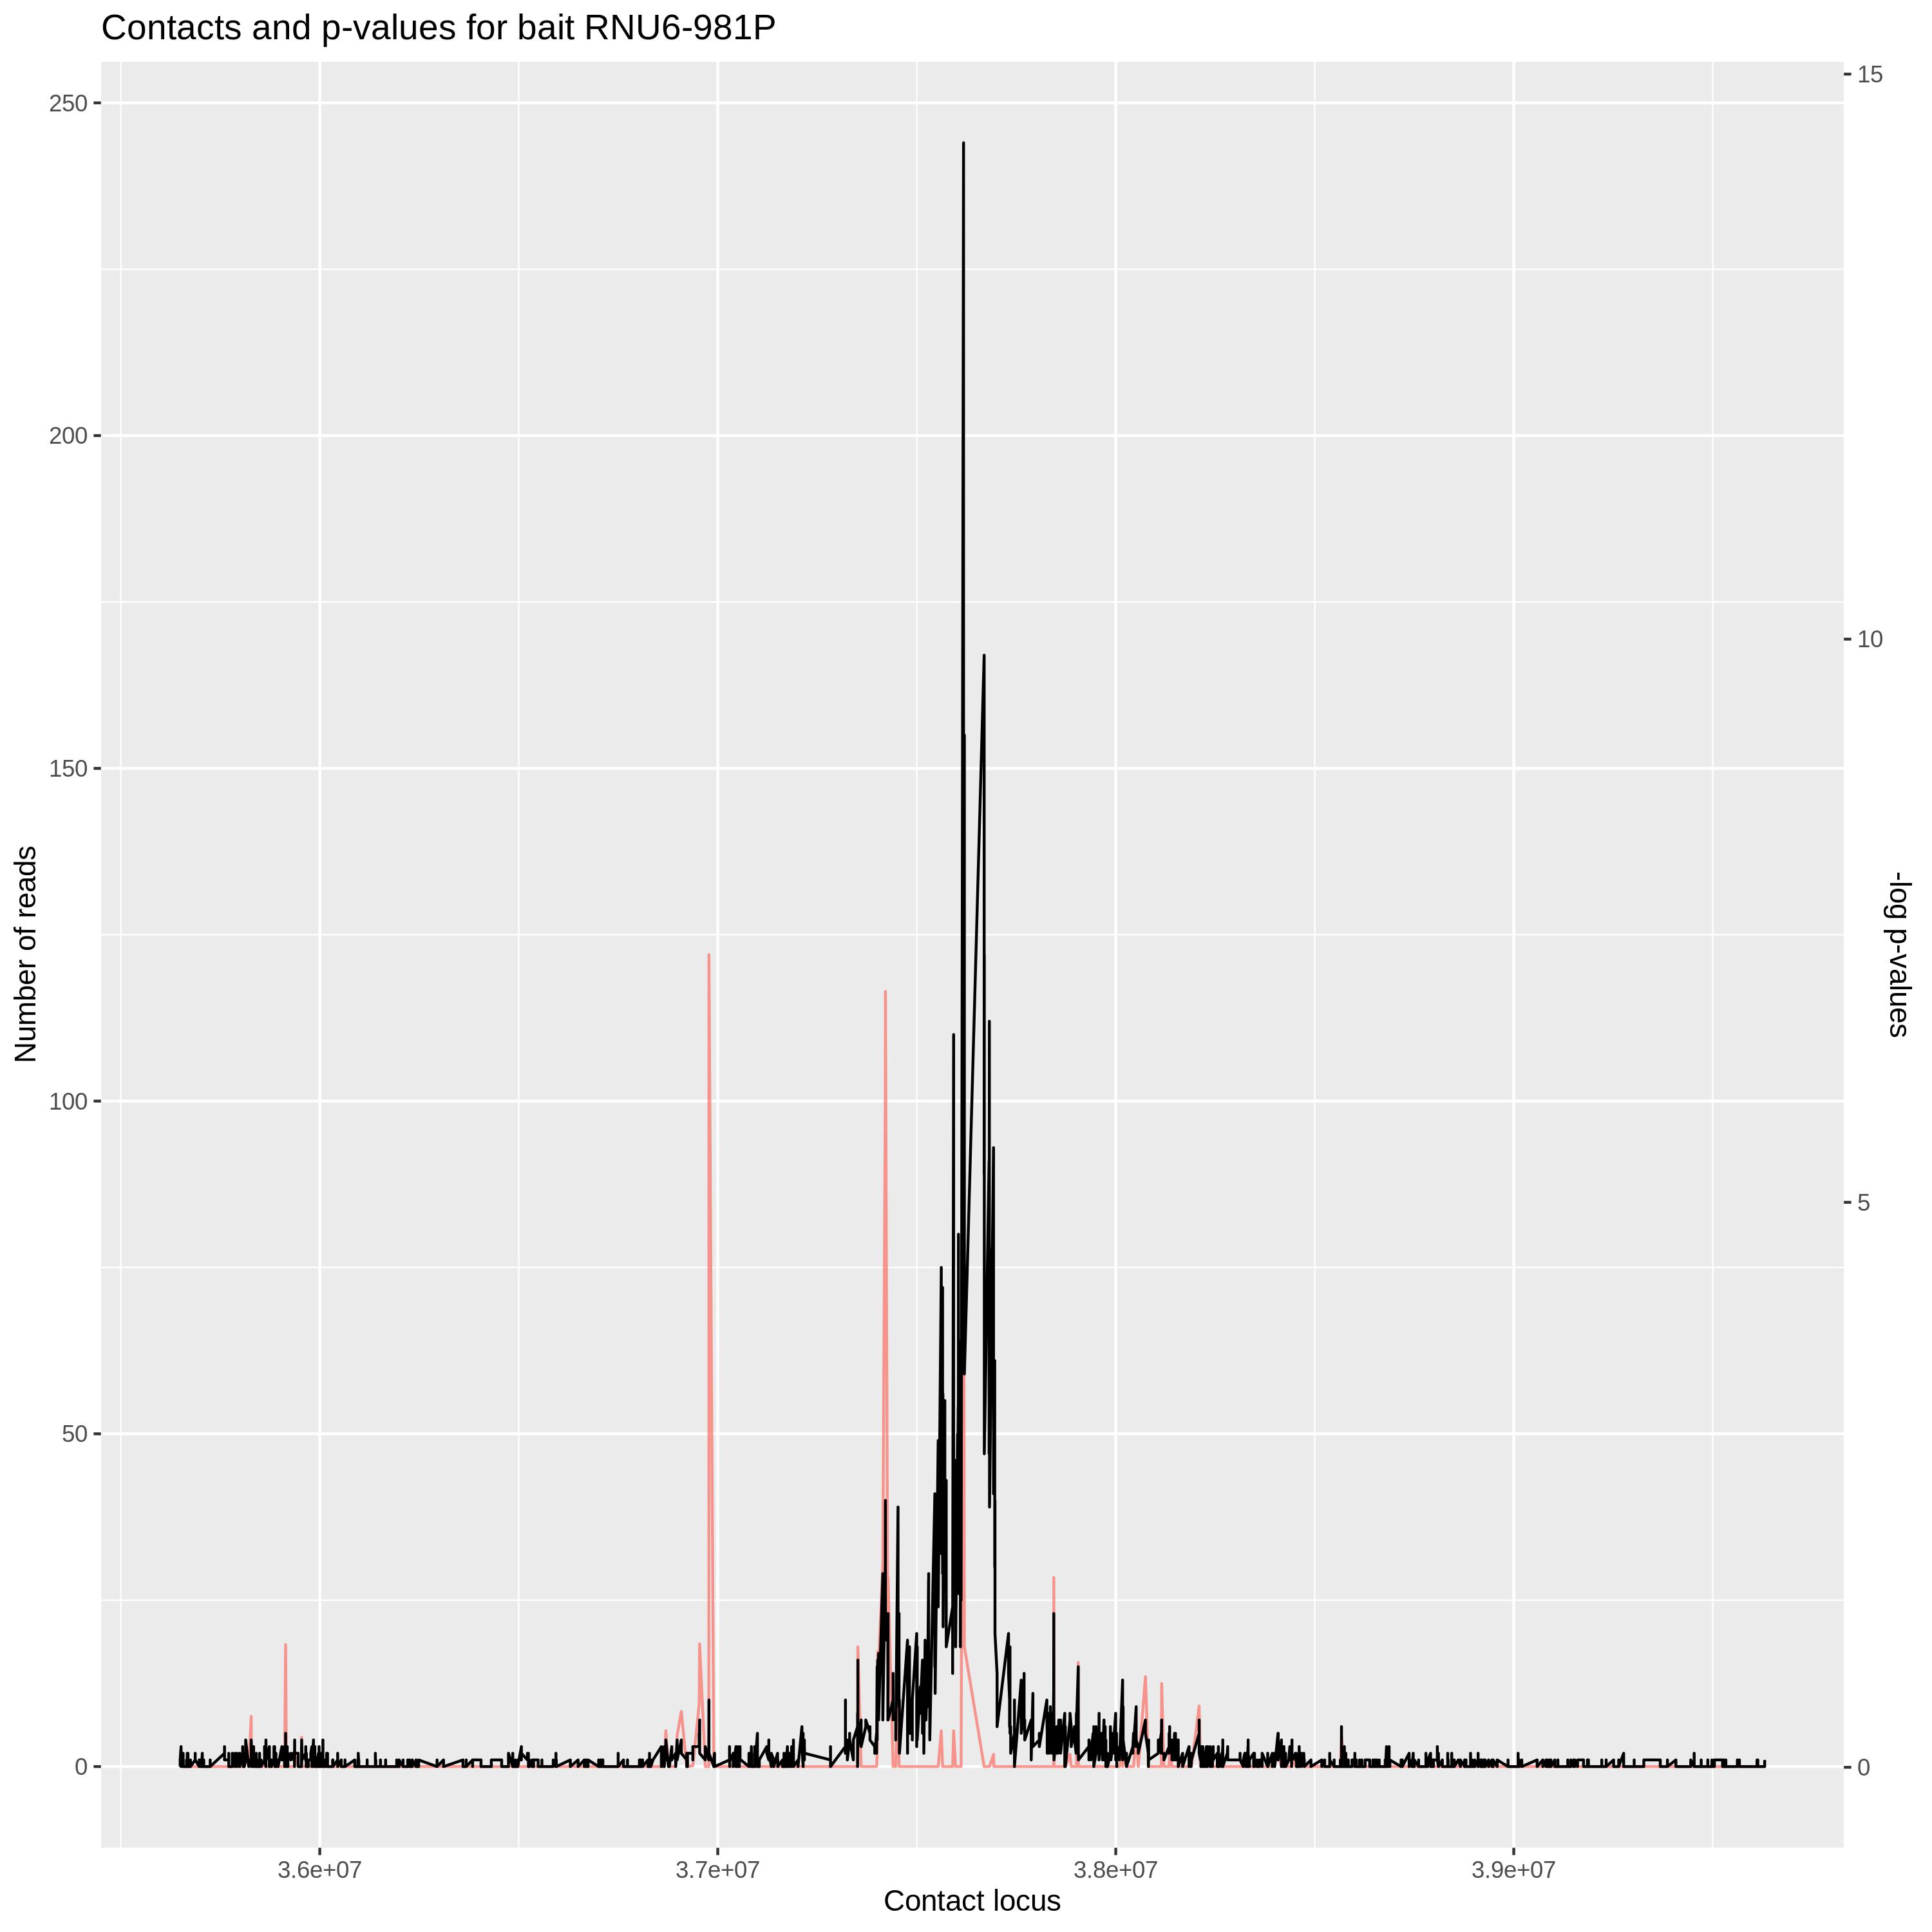 Contacts and p-values for bait RNU6-981P
250
200
150
100
50
0
15
10
5
0
Number of reads
-log p-values
3.6e+07
3.7e+07
3.8e+07
3.9e+07
Contact locus